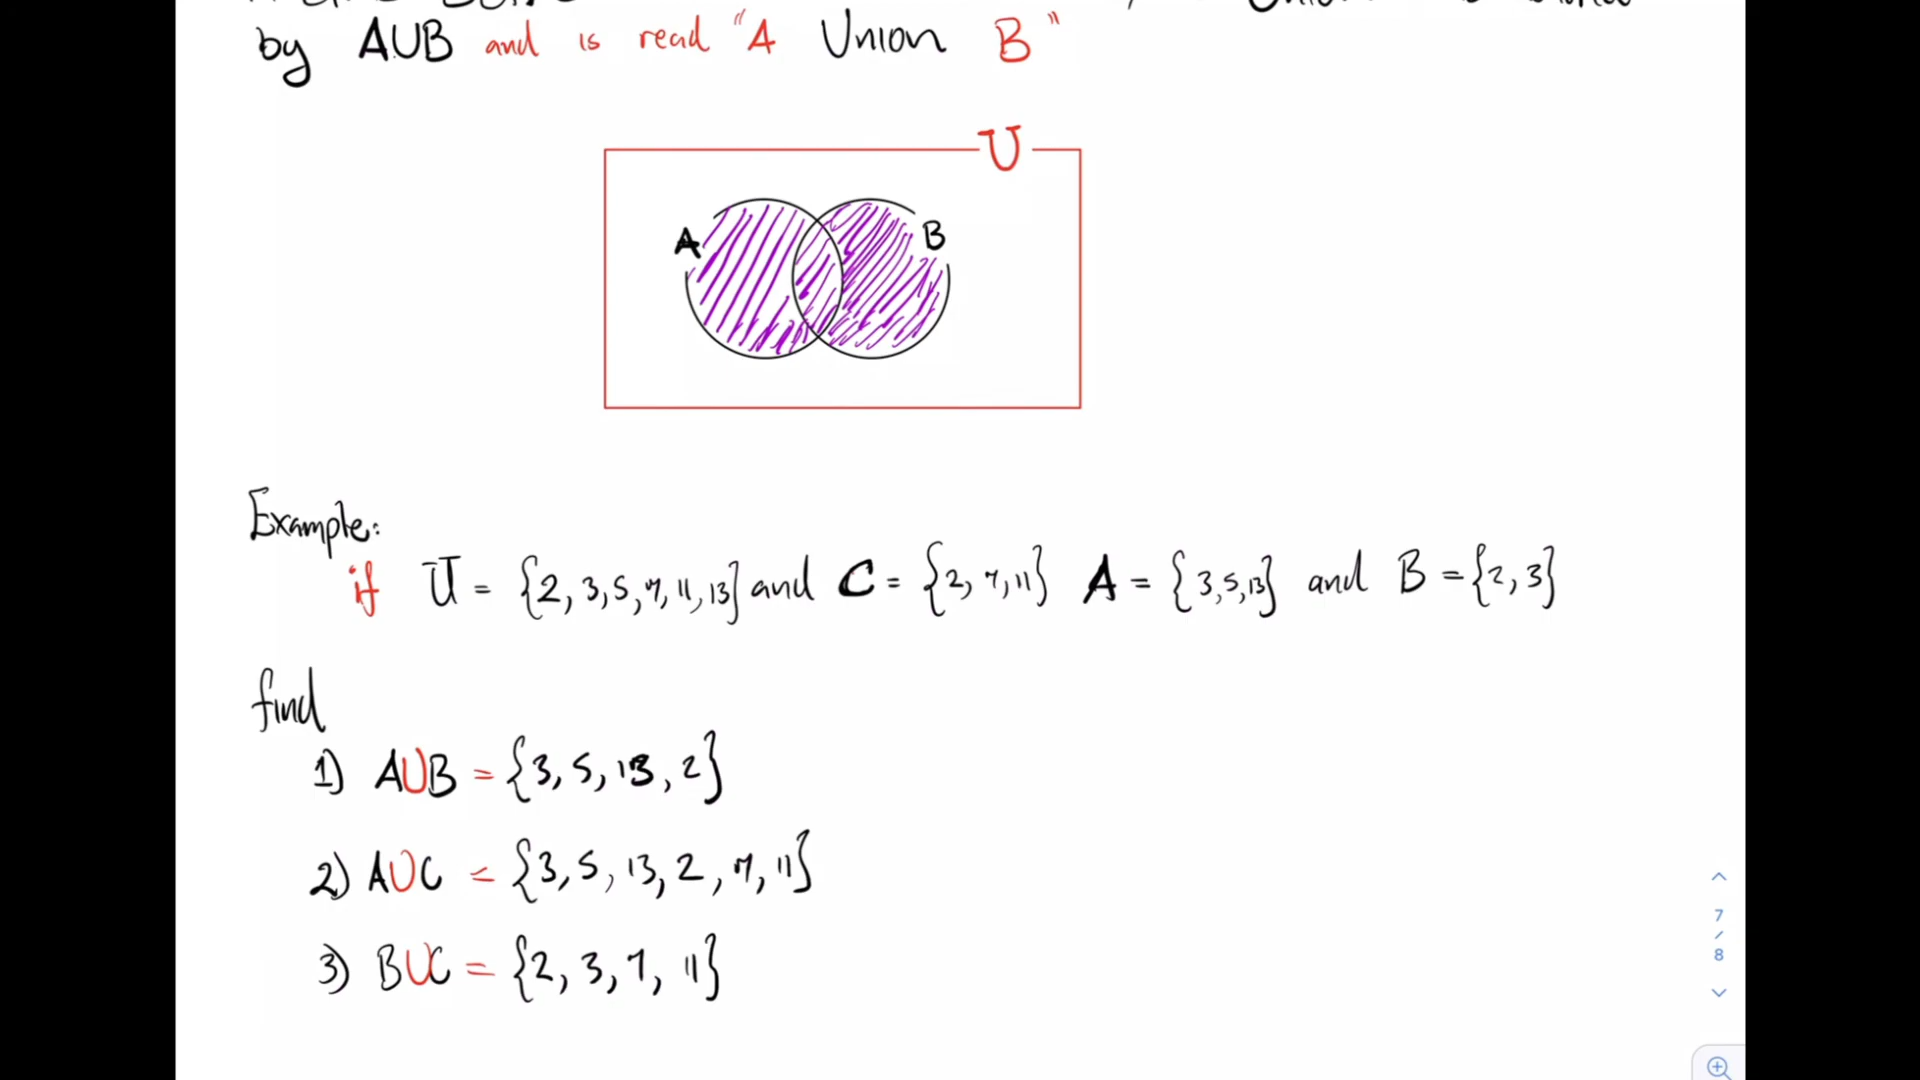 by AUB and is read "A Union B"
U
A
B
Example:
if U = {2, 3, 5, 7, 11, 13} and C = {2, 7, 11} A = {3, 5, 13} and B = {2, 3}
find
1) AUB = {3, 5, 13, 2}
2) AUC = {3, 5, 13, 2, 7, 11}
3) BUC = {2, 3, 7, 11}
7
/
8